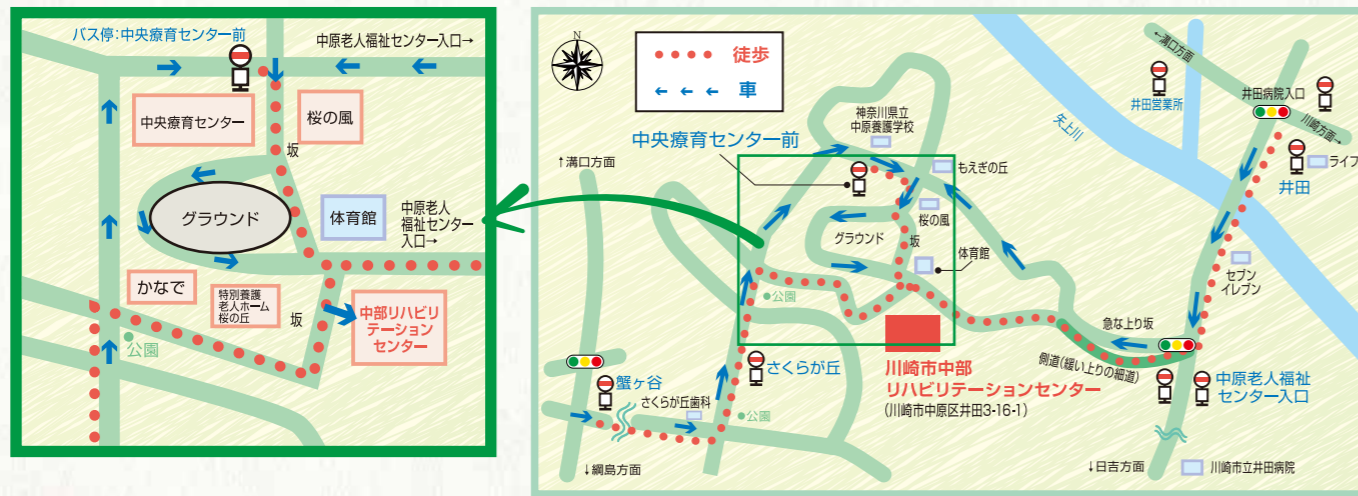 バス停:中央療育センター前
中原老人福祉センター入口→
中央療育センター
桜の風
坂
グラウンド
体育館
中原老人
福祉センター
入口→
かなで
特別養護
老人ホーム
桜の丘
坂
中部リハビリ
テーション
センター
公園
N
徒歩
車
中央療育センター前
↑溝口方面
神奈川県立
中原養護学校
もえぎの丘
桜の風
グラウンド
坂
体育館
公園
さくらが丘
蟹ヶ谷
さくらが丘歯科
公園
↓綱島方面
川崎市中部
リハビリテーションセンター
(川崎市中原区井田3-16-1)
←溝口方面
井田営業所
井田病院入口
川崎方面→
矢上川
ライフ
井田
セブン
イレブン
急な上り坂
側道(緩い上りの細道)
中原老人福祉
センター入口
↓日吉方面
川崎市立井田病院